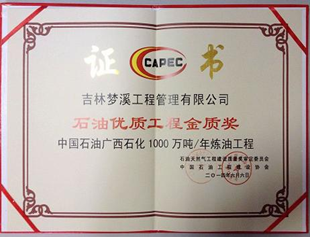 证 书
CAPEC
吉林梦溪工程管理有限公司
石油优质工程金质奖
中国石油广西石化1000万吨/年炼油工程
石油天然气工程建设质量奖审定委员会
中国石油工程建设协会
二〇一四年六月六日